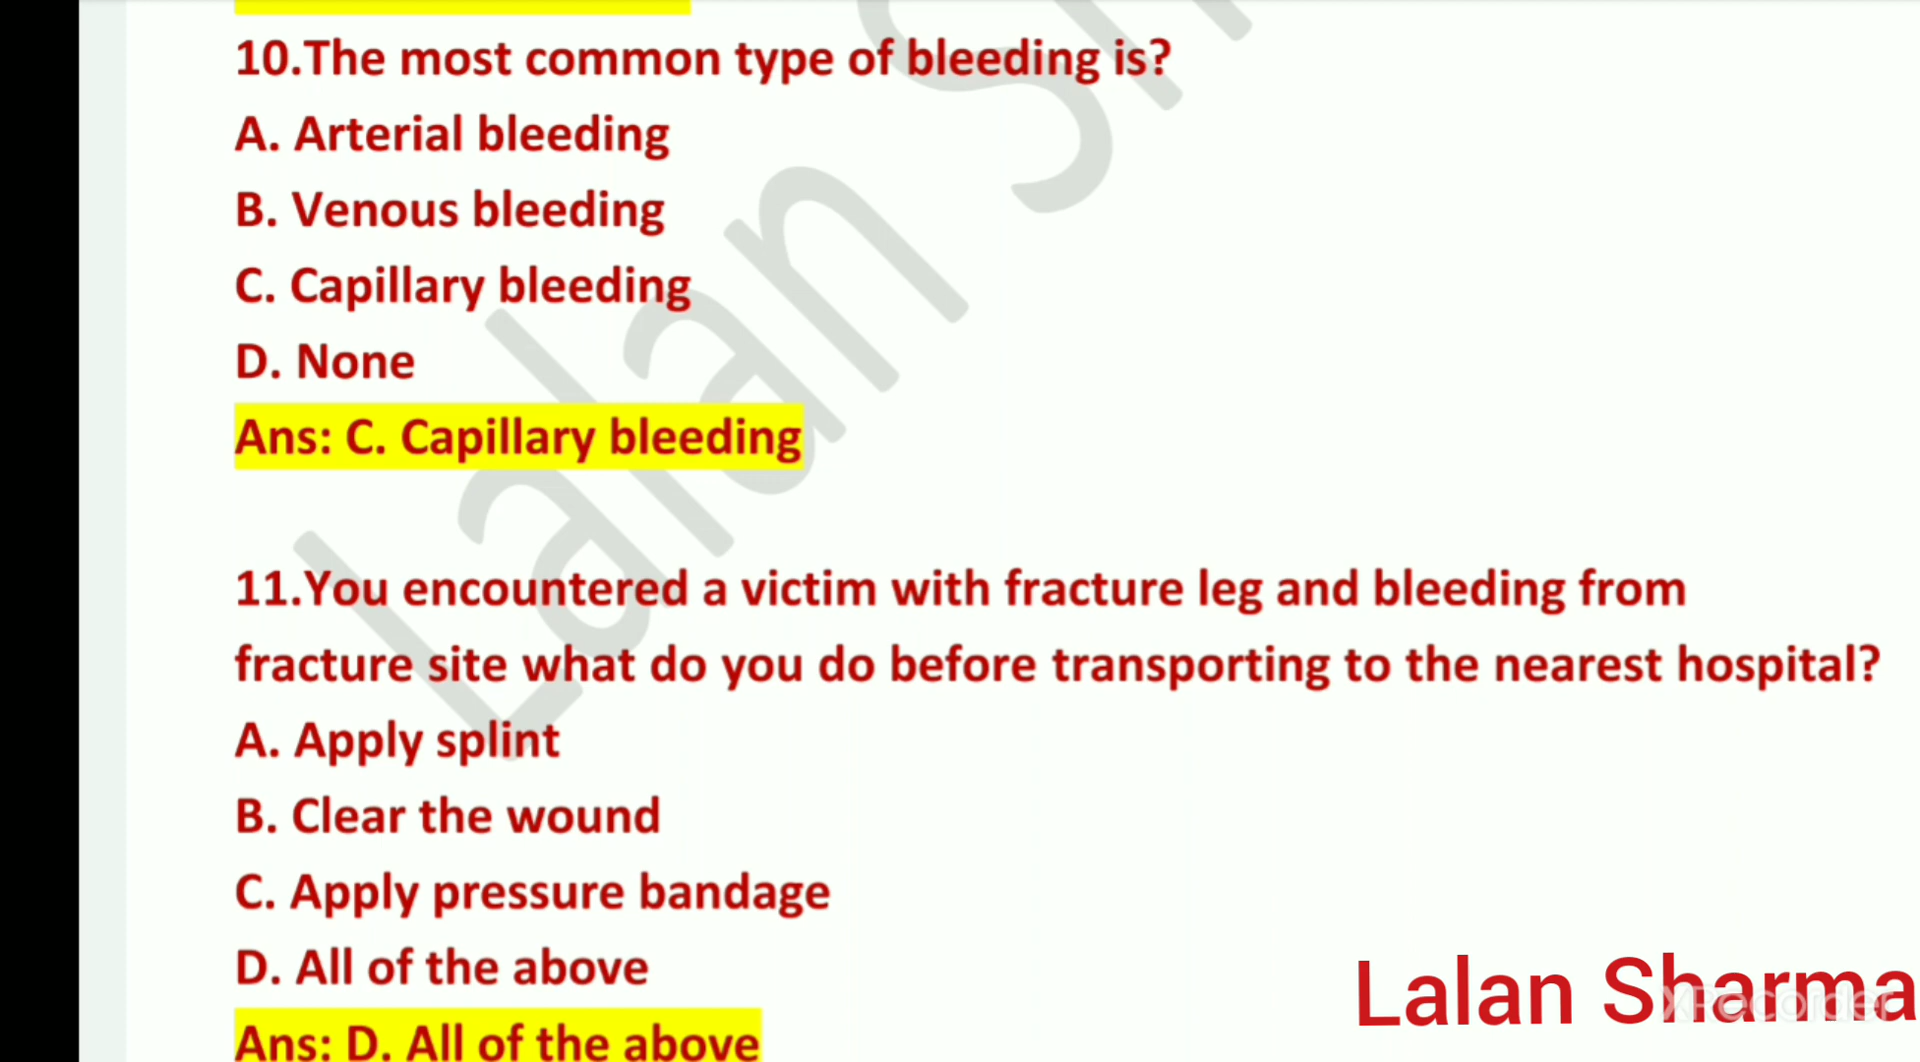 10.The most common type of bleeding is?
A. Arterial bleeding
B. Venous bleeding
C. Capillary bleeding
D. None
Ans: C. Capillary bleeding
11.You encountered a victim with fracture leg and bleeding from
fracture site what do you do before transporting to the nearest hospital?
A. Apply splint
B. Clear the wound
C. Apply pressure bandage
D. All of the above
Ans: D. All of the above
Lalan Sharma
XRecorder
Lalan Sh